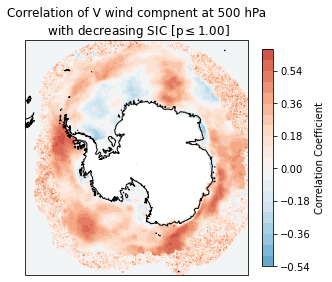 Correlation of V wind compnent at 500 hPa
with decreasing SIC [p ≤ 1.00]
0.54
0.36
0.18
0.00
−0.18
−0.36
−0.54
Correlation Coefficient